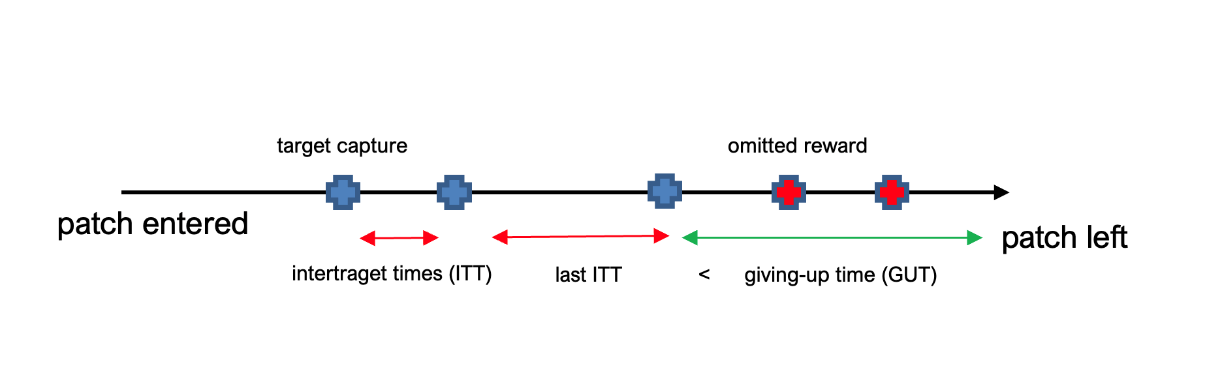 target capture
omitted reward
patch entered
patch left
intertraget times (ITT)
last ITT
<
giving-up time (GUT)